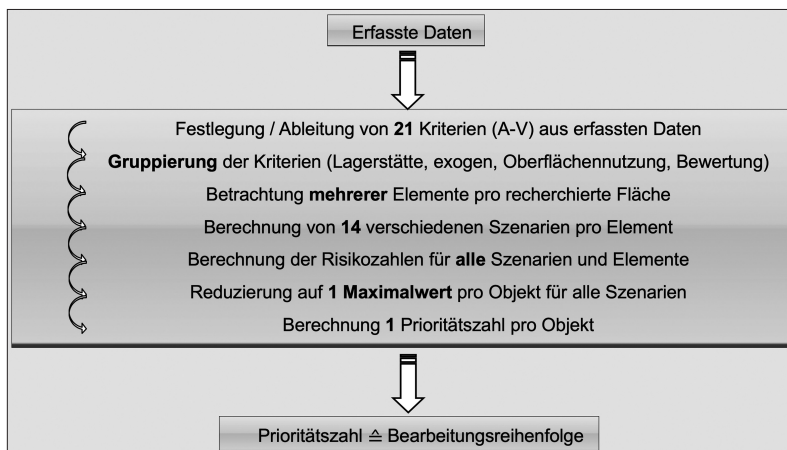 Erfasste Daten
Festlegung / Ableitung von 21 Kriterien (A-V) aus erfassten Daten
Gruppierung der Kriterien (Lagerstätte, exogen, Oberflächennutzung, Bewertung)
Betrachtung mehrerer Elemente pro recherchierte Fläche
Berechnung von 14 verschiedenen Szenarien pro Element
Berechnung der Risikozahlen für alle Szenarien und Elemente
Reduzierung auf 1 Maximalwert pro Objekt für alle Szenarien
Berechnung 1 Prioritätszahl pro Objekt
Prioritätszahl ≙ Bearbeitungsreihenfolge